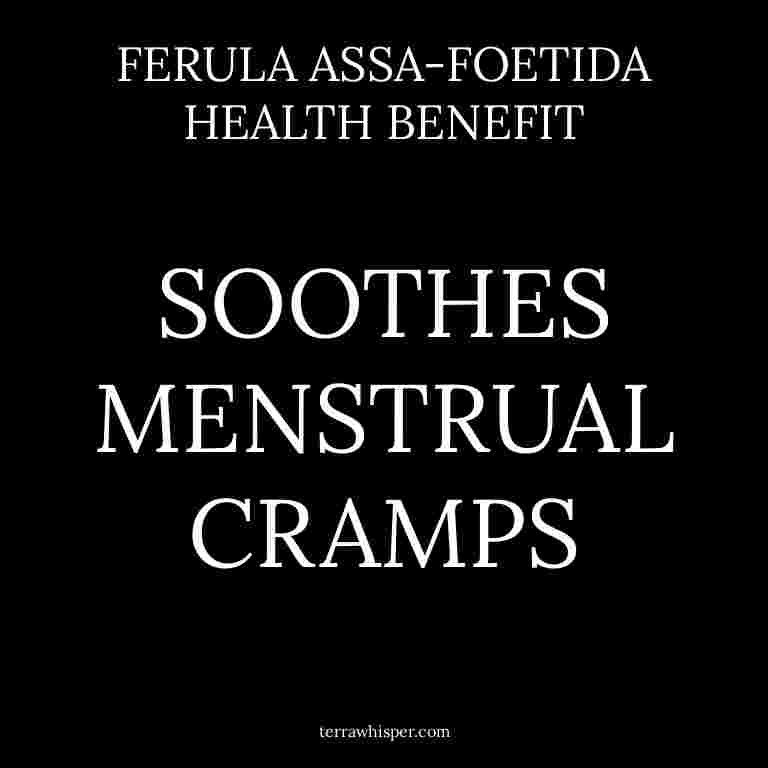 FERULA ASSA-FOETIDA
HEALTH BENEFIT
SOOTHES
MENSTRUAL
CRAMPS
terrawhisper.com